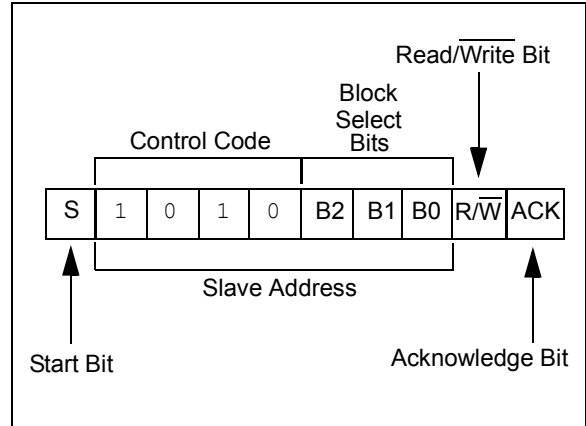 Read/Write Bit
Block
Select
Bits
Control Code
S 1 0 1 0 B2 B1 B0 R/W ACK
Slave Address
Start Bit
Acknowledge Bit